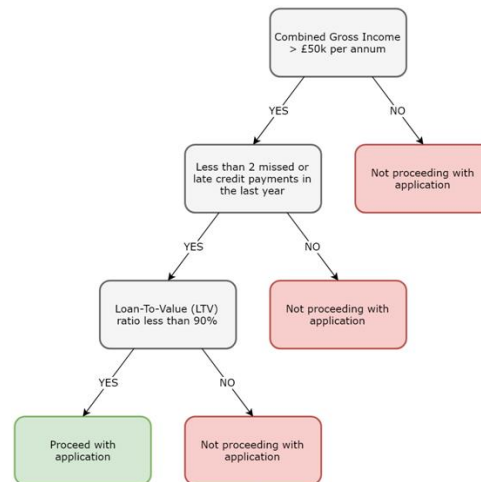 Combined Gross Income
> £50k per annum
YES
NO
Less than 2 missed or
late credit payments in
the last year
Not proceeding with
application
YES
NO
Loan-To-Value (LTV)
ratio less than 90%
Not proceeding with
application
YES
NO
Proceed with
application
Not proceeding with
application